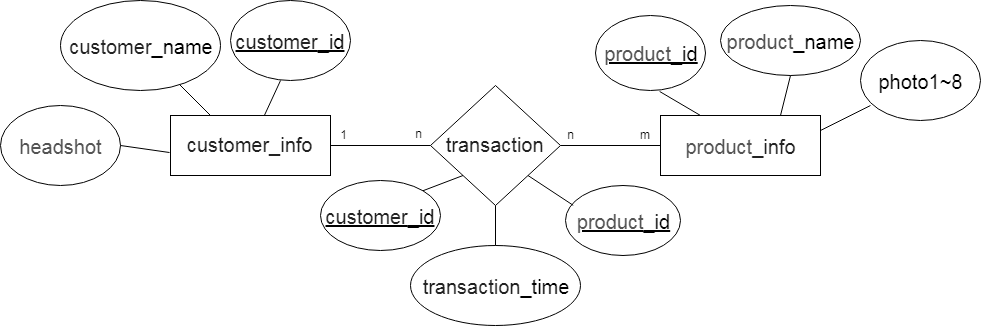 customer_name
customer_id
product_id
product_name
photo1~8
headshot
customer_info
1
n
transaction
n
m
product_info
customer_id
product_id
transaction_time